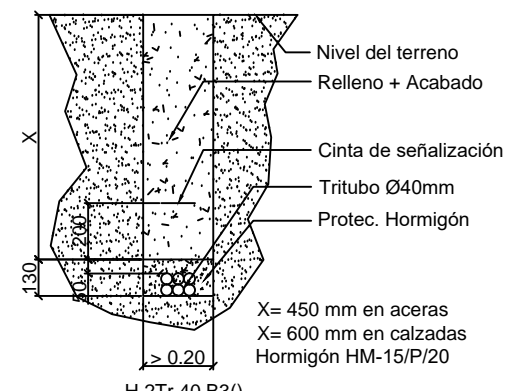 Nivel del terreno
Relleno + Acabado
X
Cinta de señalización
Tritubo Ø40mm
200
Protec. Hormigón
130
50
X= 450 mm en aceras
X= 600 mm en calzadas
> 0.20
Hormigón HM-15/P/20